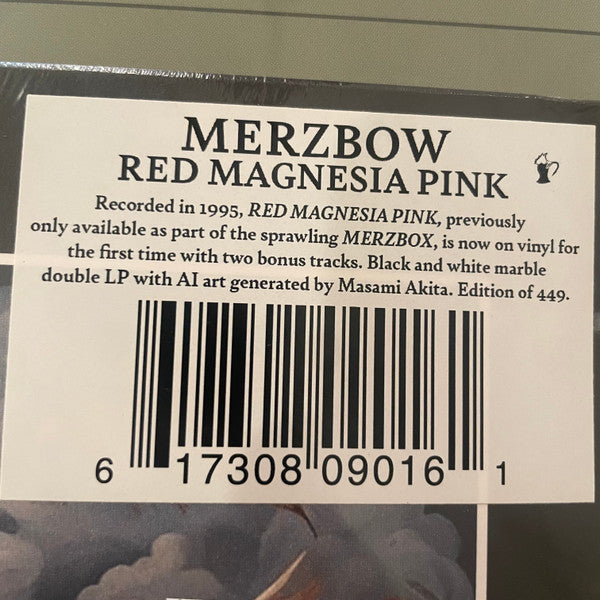 MERZBOW
RED MAGNESIA PINK
Recorded in 1995, RED MAGNESIA PINK, previously
only available as part of the sprawling MERZBOX, is now on vinyl for
the first time with two bonus tracks. Black and white marble
double LP with AI art generated by Masami Akita. Edition of 449.
6 17308 09016 1